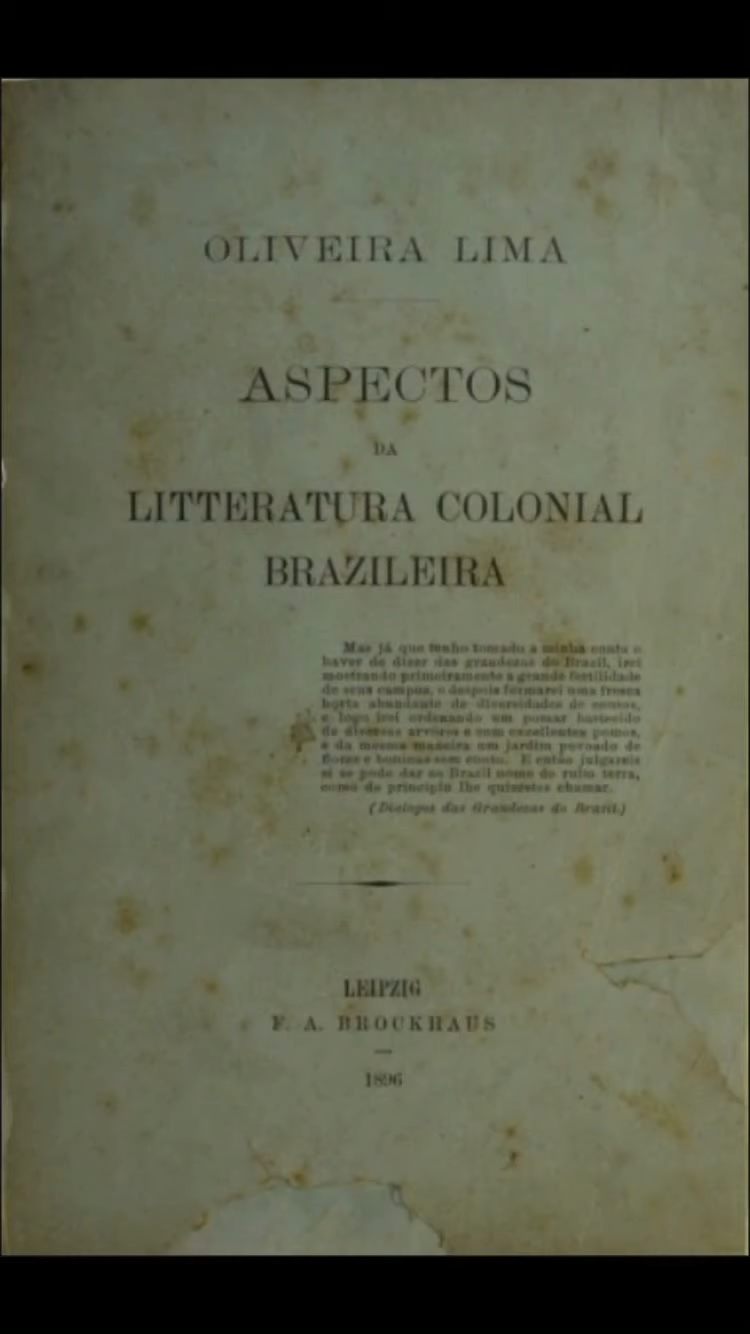 OLIVEIRA LIMA
ASPECTOS
DA
LITTERATURA COLONIAL
BRAZILEIRA
Mas já que tenho tomado a minha conta o
haver de dizer das grandezas do Brazil, irei
mostrando primeiramente a grande fertilidade
de seus campos, e depois formarei uma fresca
horta abundante de diversidades de
e logo irei ordenando um pomar bastecido
de diversas arvores e com excellentes pomos,
e da mesma maneira um jardim povoado de
flores e boninas sem conto. E então julgareis
si se pode dar ao Brazil nome de ruim terra,
como do principio lhe quizestes chamar.
(Dialogos das Grandezas do Brazil.)
LEIPZIG
F. A. BROCKHAUS
1896